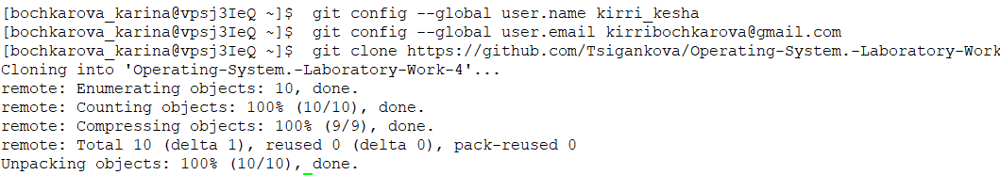 [bochkarova_karina@vpsj3IeQ ~]$  git config --global user.name kirri_kesha
[bochkarova_karina@vpsj3IeQ ~]$  git config --global user.email kirribochkarova@gmail.com
[bochkarova_karina@vpsj3IeQ ~]$  git clone https://github.com/Tsigankova/Operating-System.-Laboratory-Work
Cloning into 'Operating-System.-Laboratory-Work-4'...
remote: Enumerating objects: 10, done.
remote: Counting objects: 100% (10/10), done.
remote: Compressing objects: 100% (9/9), done.
remote: Total 10 (delta 1), reused 0 (delta 0), pack-reused 0
Unpacking objects: 100% (10/10), done.